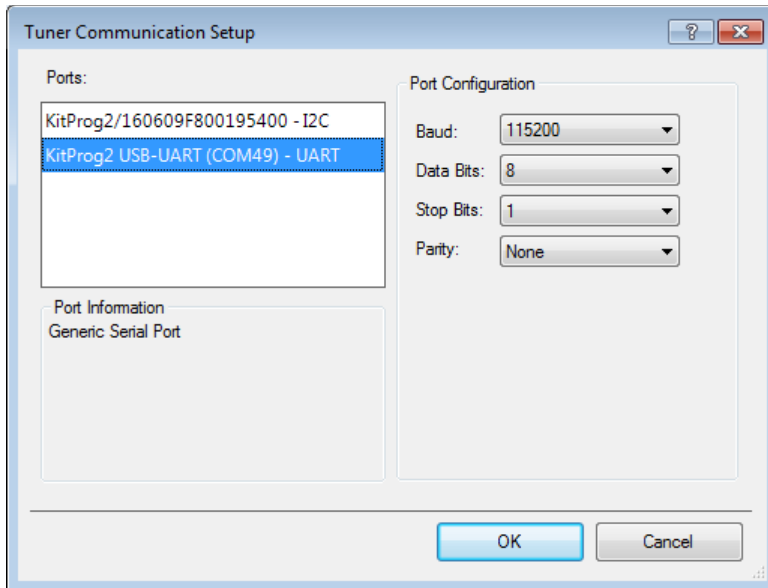 Tuner Communication Setup
Ports:
KitProg2/160609F800195400 - I2C
KitProg2 USB-UART (COM49) - UART
Port Information
Generic Serial Port
Port Configuration
Baud: 115200
Data Bits: 8
Stop Bits: 1
Parity: None
OK Cancel